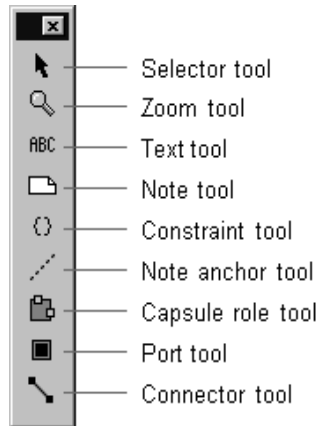 Selector tool
Zoom tool
ABC Text tool
Note tool
{} Constraint tool
Note anchor tool
Capsule role tool
Port tool
Connector tool